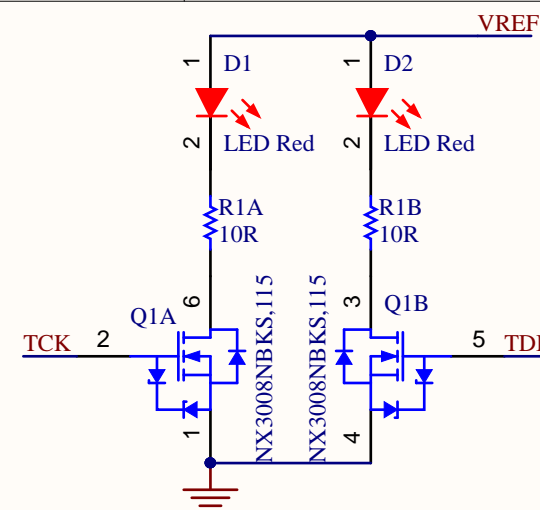 VREF
1
D1
1
D2
2
LED Red
2
LED Red
R1A
10R
R1B
10R
6
3
Q1A
Q1B
NX3008NBKS,115
NX3008NBKS,115
TCK
2
5
1
4